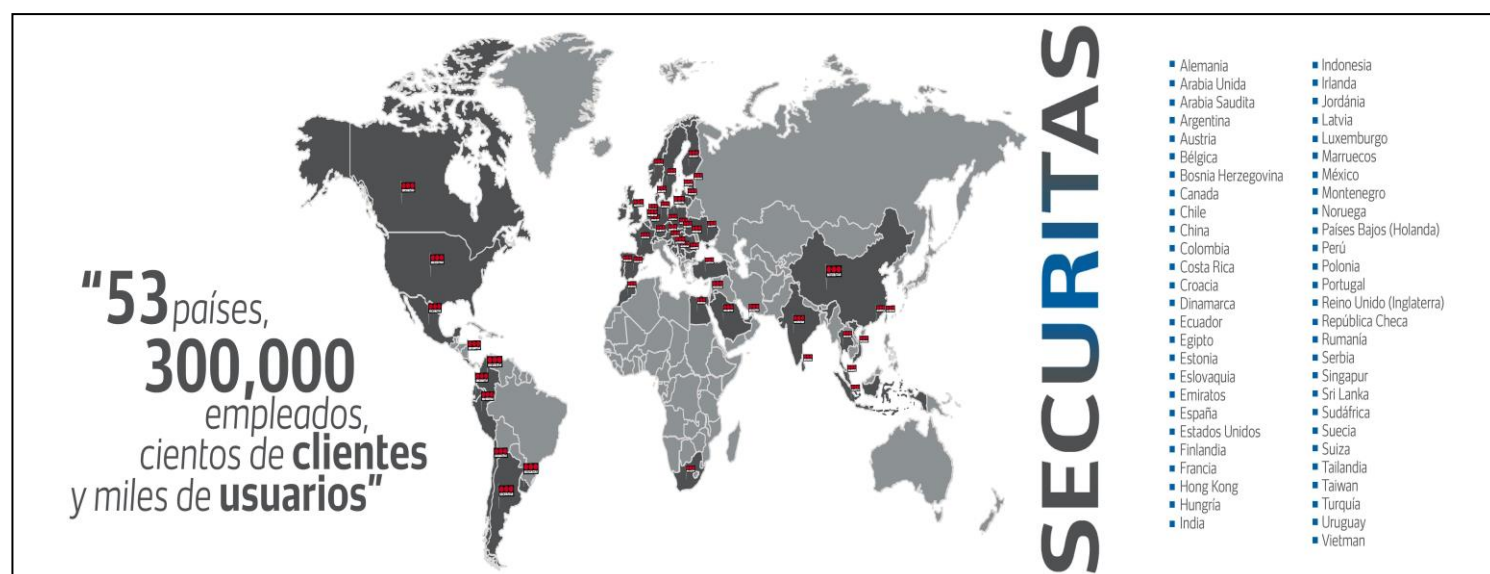 “53 países,
300,000
empleados,
cientos de clientes
y miles de usuarios”
SECURITAS
Alemania
Arabia Unida
Arabia Saudita
Argentina
Austria
Bélgica
Bosnia Herzegovina
Canada
Chile
China
Colombia
Costa Rica
Croacia
Dinamarca
Ecuador
Egipto
Estonia
Eslovaquia
Emiratos
España
Estados Unidos
Finlandia
Francia
Hong Kong
Hungría
India
Indonesia
Irlanda
Jordánia
Latvia
Luxemburgo
Marruecos
México
Montenegro
Noruega
Países Bajos (Holanda)
Perú
Polonia
Portugal
Reino Unido (Inglaterra)
República Checa
Rumanía
Serbia
Singapur
Sri Lanka
Sudáfrica
Suecia
Suiza
Tailandia
Taiwan
Turquía
Uruguay
Vietman